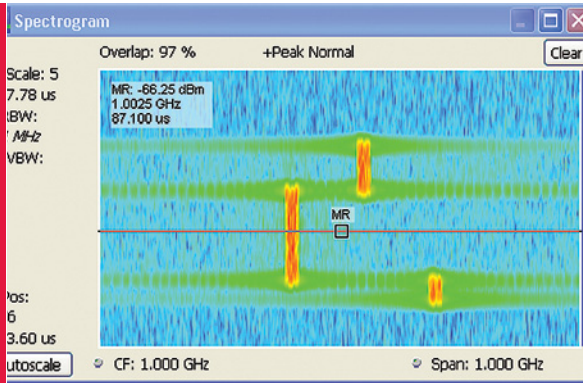 Spectrogram
Overlap: 97 %
+Peak Normal
Clear
Scale: 5
7.78 us
RBW:
MHz
VBW:
MR: -66.25 dBm
1.0025 GHz
87.100 us
MR
Pos:
6
3.60 us
utoscale
CF: 1.000 GHz
Span: 1.000 GHz